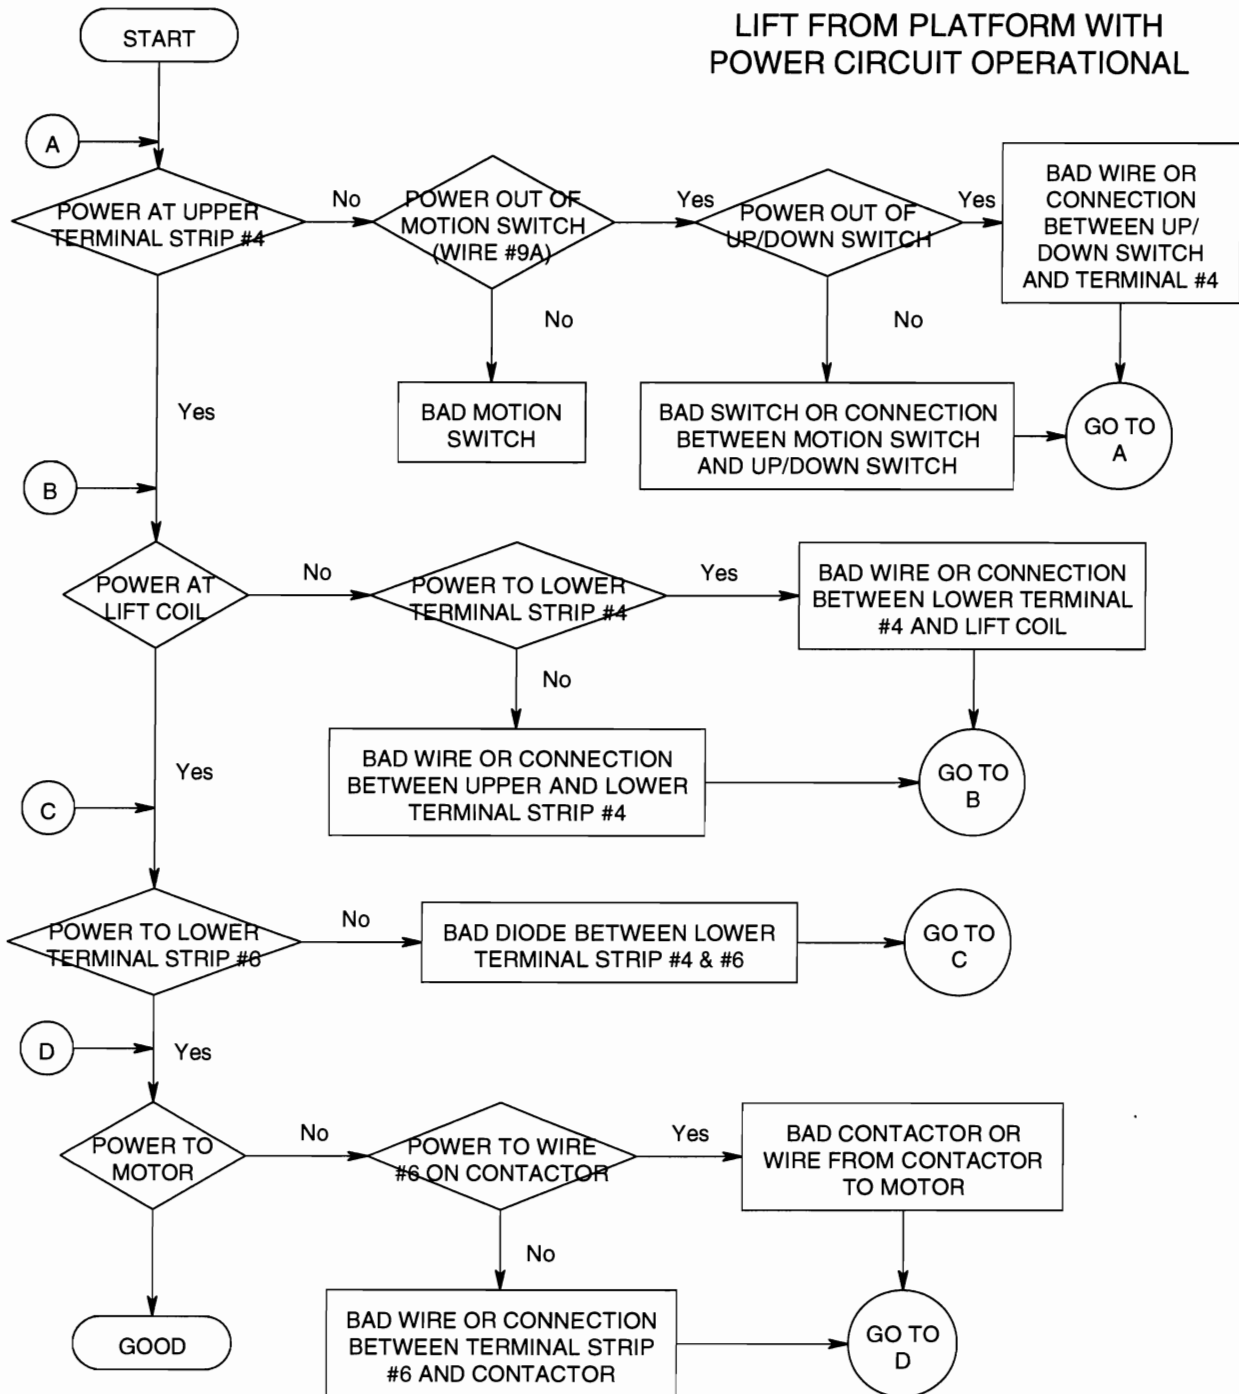 LIFT FROM PLATFORM WITH
POWER CIRCUIT OPERATIONAL
START
A
POWER AT UPPER
TERMINAL STRIP #4
No
POWER OUT OF
MOTION SWITCH
(WIRE #9A)
Yes
POWER OUT OF
UP/DOWN SWITCH
Yes
BAD WIRE OR
CONNECTION
BETWEEN UP/
DOWN SWITCH
AND TERMINAL #4
No
No
Yes
BAD MOTION
SWITCH
BAD SWITCH OR CONNECTION
BETWEEN MOTION SWITCH
AND UP/DOWN SWITCH
GO TO
A
B
POWER AT
LIFT COIL
No
POWER TO LOWER
TERMINAL STRIP #4
Yes
BAD WIRE OR CONNECTION
BETWEEN LOWER TERMINAL
#4 AND LIFT COIL
No
Yes
BAD WIRE OR CONNECTION
BETWEEN UPPER AND LOWER
TERMINAL STRIP #4
GO TO
B
C
POWER TO LOWER
TERMINAL STRIP #6
No
BAD DIODE BETWEEN LOWER
TERMINAL STRIP #4 & #6
GO TO
C
D
Yes
POWER TO
MOTOR
No
POWER TO WIRE
#6 ON CONTACTOR
Yes
BAD CONTACTOR OR
WIRE FROM CONTACTOR
TO MOTOR
No
GOOD
BAD WIRE OR CONNECTION
BETWEEN TERMINAL STRIP
#6 AND CONTACTOR
GO TO
D